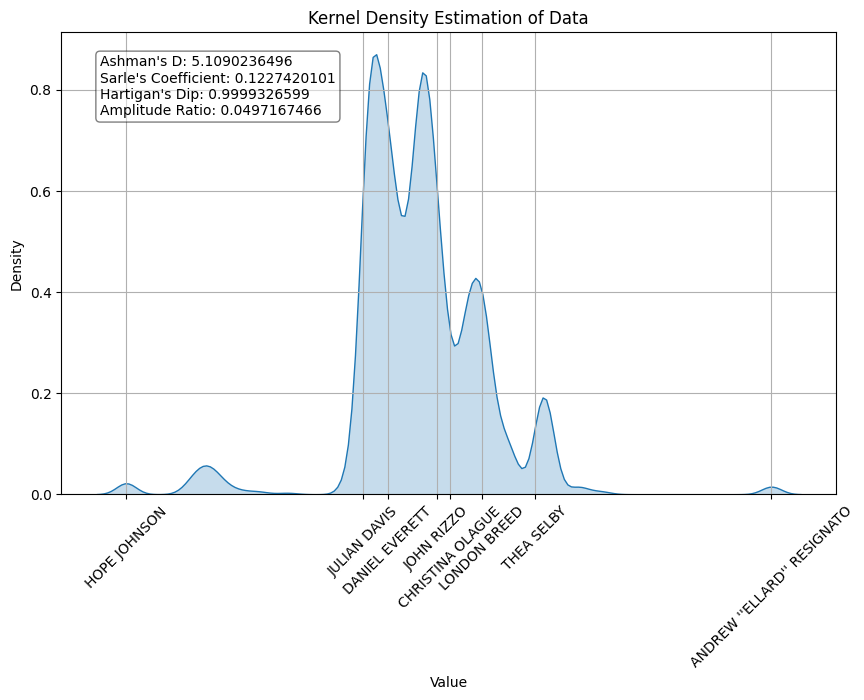 Kernel Density Estimation of Data
Ashman's D: 5.1090236496
Sarle's Coefficient: 0.1227420101
Hartigan's Dip: 0.9999326599
Amplitude Ratio: 0.0497167466
Density
0.8
0.6
0.4
0.2
0.0
HOPE JOHNSON
JULIAN DAVIS
DANIEL EVERETT
JOHN RIZZO
CHRISTINA OLAGUE
LONDON BREED
THEA SELBY
ANDREW ''ELLARD'' RESIGNATO
Value